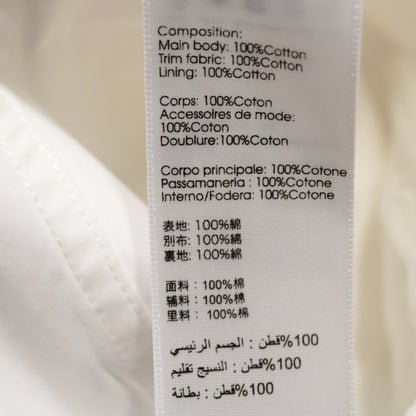 Composition:
Main body: 100%Cotton
Trim fabric: 100%Cotton
Lining: 100%Cotton
Corps: 100%Coton
Accessoires de mode:
100%Coton
Doublure:100%Coton
Corpo principale: 100%Cotone
Passamaneria : 100%Cotone
Interno/Fodera: 100%Cotone
表地: 100%綿
別布: 100%綿
裏地: 100%綿
面料: 100%棉
辅料: 100%棉
里料: 100%棉
100%قطن : الجسم الرئيسي
100%قطن : النسيج تقليم
100%قطن : بطانة